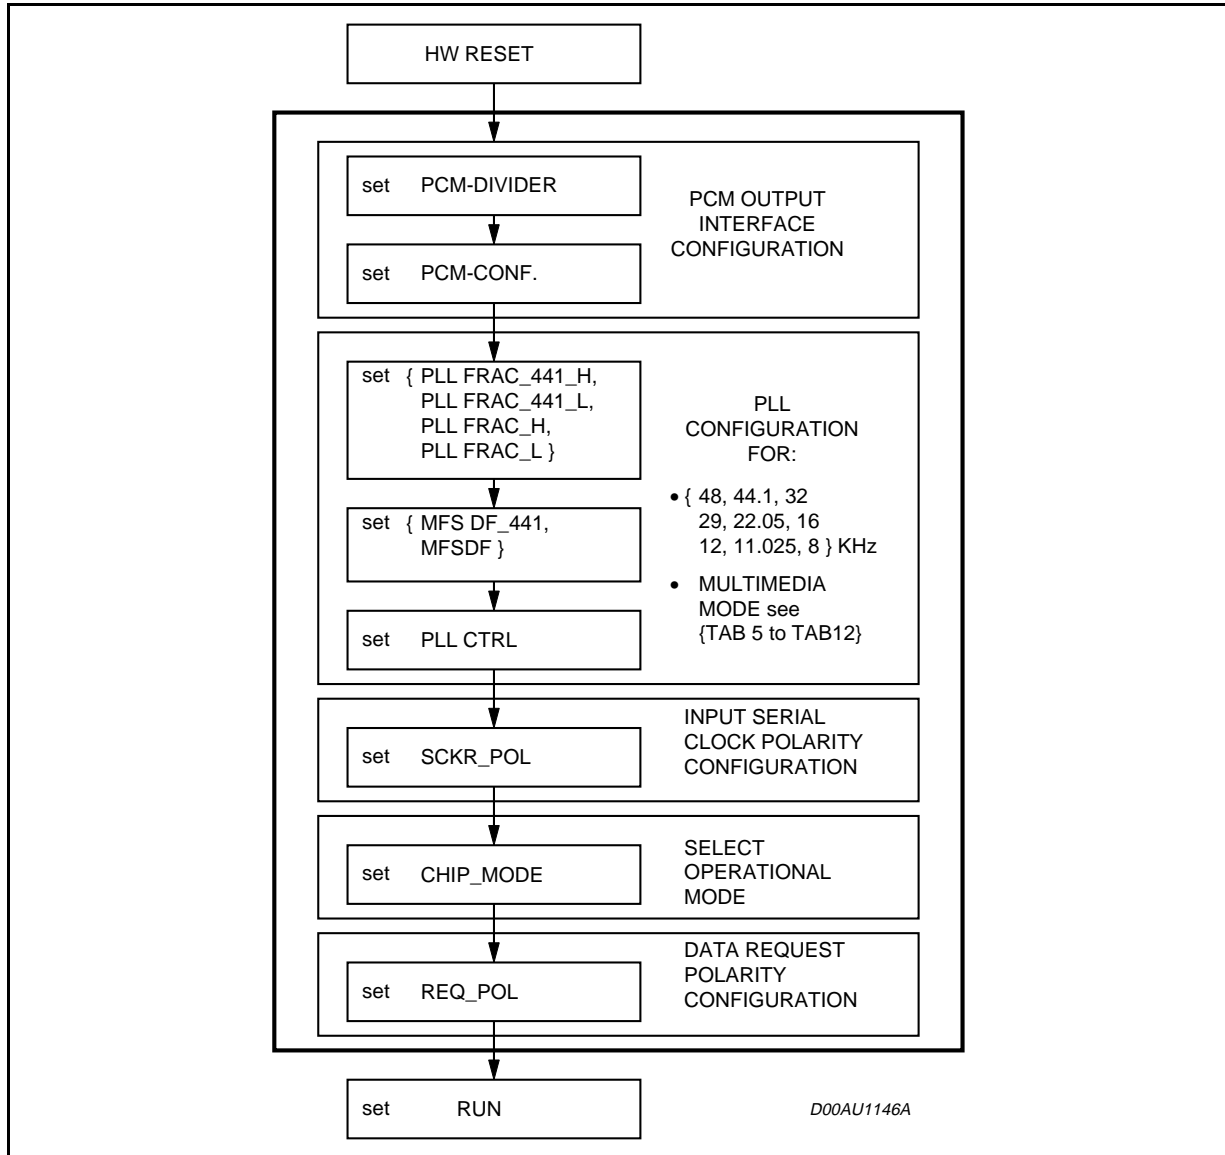 HW RESET
set PCM-DIVIDER
set PCM-CONF.
PCM OUTPUT
INTERFACE
CONFIGURATION
set { PLL FRAC_441_H,
PLL FRAC_441_L,
PLL FRAC_H,
PLL FRAC_L }
set { MFS DF_441,
MFSDF }
set PLL CTRL
PLL
CONFIGURATION
FOR:
• { 48, 44.1, 32
29, 22.05, 16
12, 11.025, 8 } KHz
• MULTIMEDIA
MODE see
{TAB 5 to TAB12}
set SCKR_POL
INPUT SERIAL
CLOCK POLARITY
CONFIGURATION
set CHIP_MODE
SELECT
OPERATIONAL
MODE
set REQ_POL
DATA REQUEST
POLARITY
CONFIGURATION
set RUN
D00AU1146A